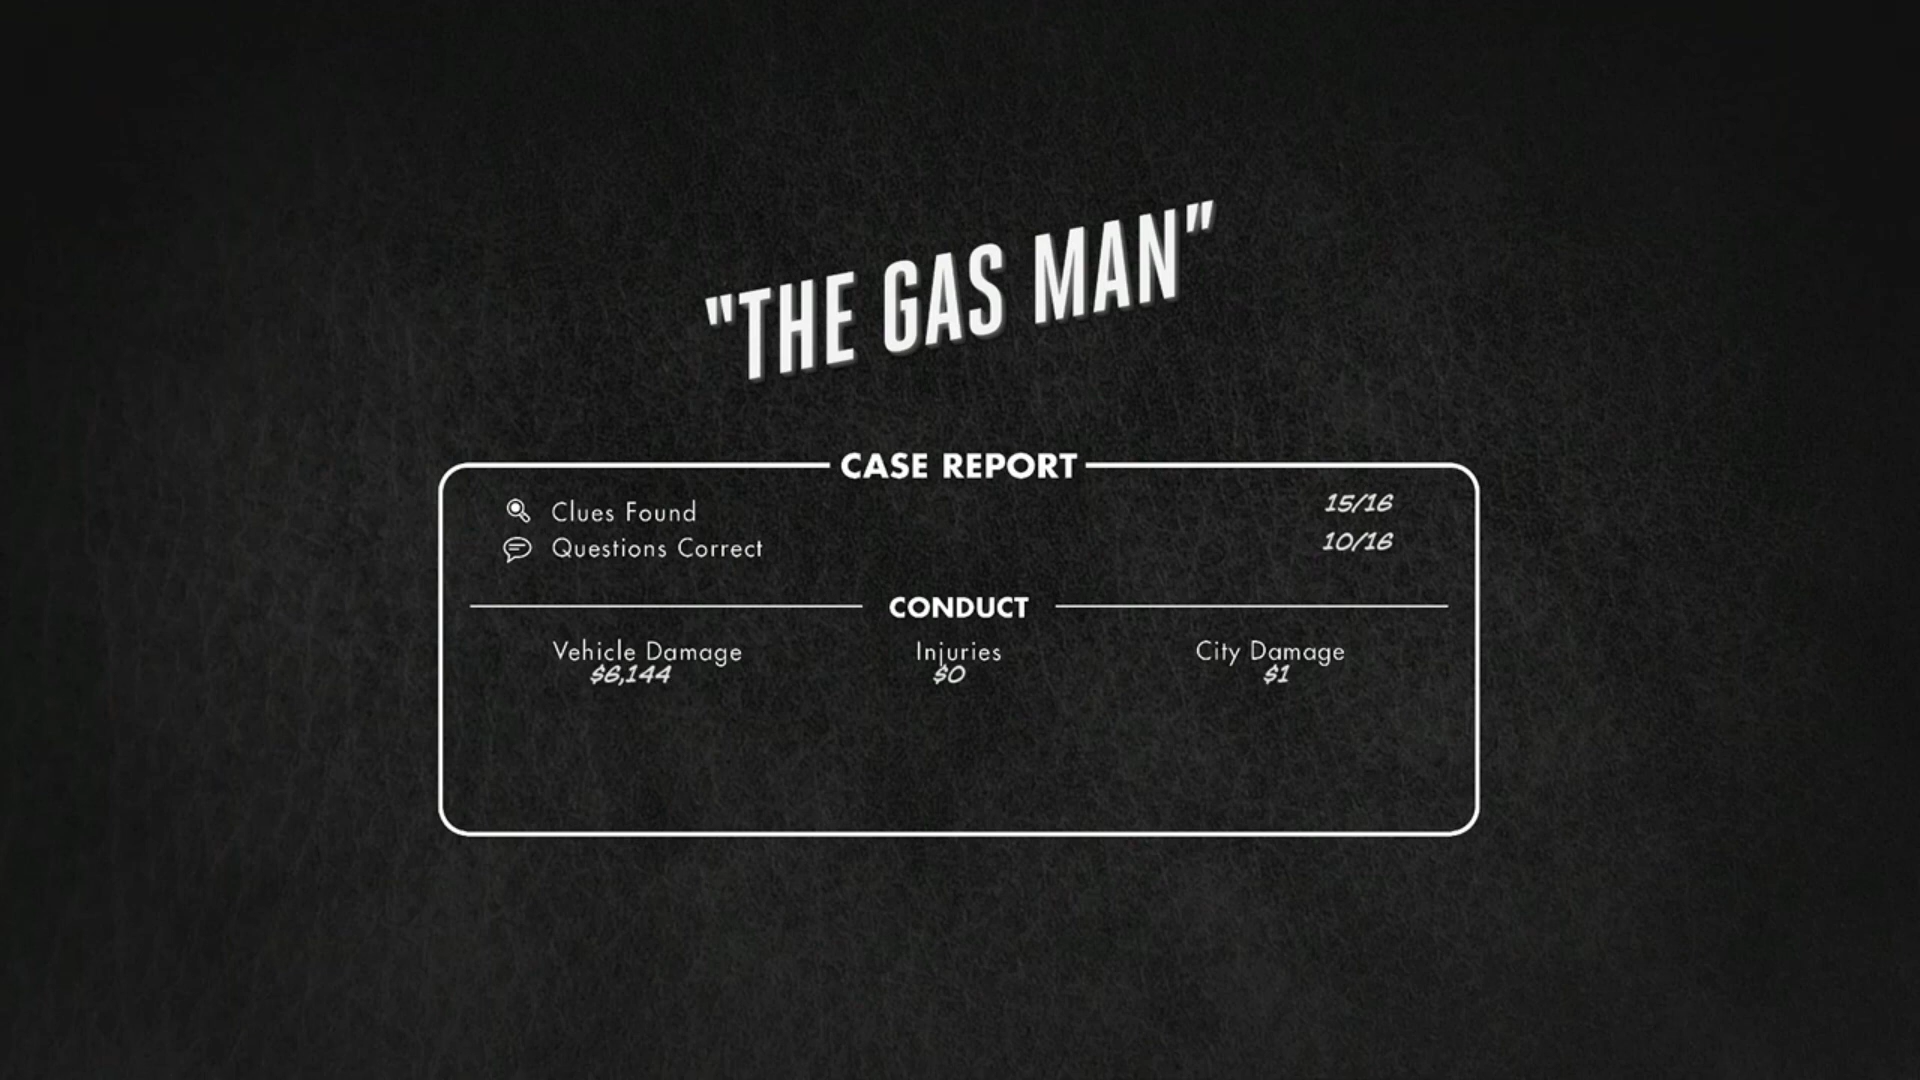 "THE GAS MAN"
CASE REPORT
Clues Found 15/16
Questions Correct 10/16
CONDUCT
Vehicle Damage Injuries City Damage
$6,144 $0 $1